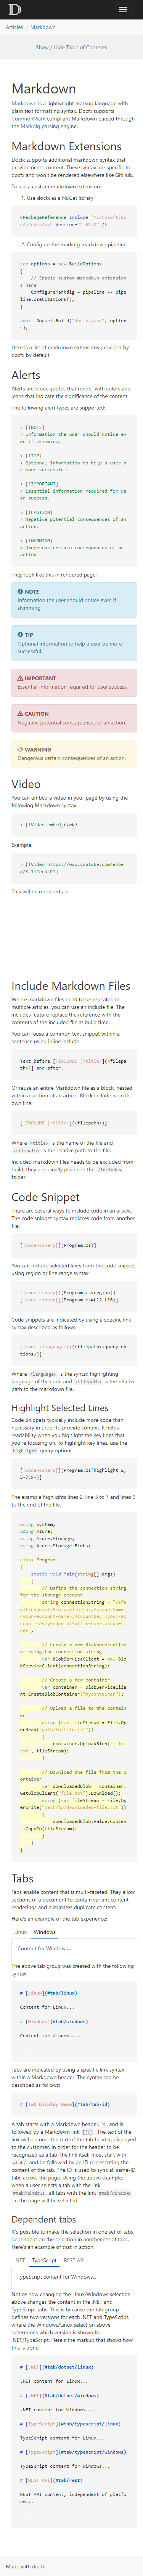 Articles / Markdown
Show / Hide Table of Contents
Markdown
Markdown is a lightweight markup language with
plain text formatting syntax. Docfx supports
CommonMark compliant Markdown parsed through
the Markdig parsing engine.
Markdown Extensions
Docfx supports additional markdown syntax that
provide richer content. These syntax are specific to
docfx and won't be rendered elsewhere like GitHub.
To use a custom markdown extension:
1. Use docfx as a NuGet library:
<PackageReference Include="Microsoft.Do
cAsCode.App" Version="2.61.0" />
2. Configure the markdig markdown pipeline:
var options = new BuildOptions
{
// Enable custom markdown extension
s here
ConfigureMarkdig = pipeline => pipe
line.UseCitations(),
}
await Docset.Build("docfx.json", option
s);
Here is a list of markdown extensions provided by
docfx by default.
Alerts
Alerts are block quotes that render with colors and
icons that indicate the significance of the content.
The following alert types are supported:
> [!NOTE]
> Information the user should notice ev
en if skimming.
> [!TIP]
> Optional information to help a user b
e more successful.
> [!IMPORTANT]
> Essential information required for us
er success.
> [!CAUTION]
> Negative potential consequences of an
action.
> [!WARNING]
> Dangerous certain consequences of an
action.
They look like this in rendered page:
NOTE
Information the user should notice even if
skimming.
TIP
Optional information to help a user be more
successful.
IMPORTANT
Essential information required for user success.
CAUTION
Negative potential consequences of an action.
WARNING
Dangerous certain consequences of an action.
Video
You can embed a video in your page by using the
following Markdown syntax:
> [!Video embed_link]
Example:
This will be rendered as:
Include Markdown Files
Where markdown files need to be repeated in
multiple articles, you can use an include file. The
includes feature replace the reference with the
contents of the included file at build time.
You can reuse a common text snippet within a
sentence using inline include:
Text before [!INCLUDE [<title>](<filepa
th>)] and after.
Or reuse an entire Markdown file as a block, nested
within a section of an article. Block include is on its
own line:
[!INCLUDE [<title>](<filepath>)]
Where <title> is the name of the file and
<filepath> is the relative path to the file.
Included markdown files needs to be excluded from
build, they are usually placed in the /includes
folder.
Code Snippet
There are several ways to include code in an article.
The code snippet syntax replaces code from another
file:
[!code-csharp[](Program.cs)]
You can include selected lines from the code snippet
using region or line range syntax:
[!code-csharp[](Program.cs#region)]
[!code-csharp[](Program.cs#L12-L16)]
Code snippets are indicated by using a specific link
syntax described as follows:
[!code-<language>[](<filepath><query-op
tions>)]
Where <language> is the syntax highlighting
language of the code and <filepath> is the relative
path to the markdown file.
Highlight Selected Lines
Code Snippets typically include more code than
necessary in order to provide context. It helps
readability when you highlight the key lines that
you're focusing on. To highlight key lines, use the
highlight query options:
[!code-csharp[](Program.cs?highlight=2,
5-7,9-)]
The example highlights lines 2, line 5 to 7 and lines 9
to the end of the file.
using System;
using Azure;
using Azure.Storage;
using Azure.Storage.Blobs;
class Program
{
static void Main(string[] args)
{
// Define the connection string
for the storage account
string connectionString = "Defa
ultEndpointsProtocol=https;AccountName=
<your-account-name>;AccountKey=<your-ac
count-key>;EndpointSuffix=core.windows.
net";
// Create a new BlobServiceClie
nt using the connection string
var blobServiceClient = new Blo
bServiceClient(connectionString);
// Create a new container
var container = blobServiceClie
nt.CreateBlobContainer("mycontainer");
// Upload a file to the contain
er
using (var fileStream = File.Op
enRead("path/to/file.txt"))
{
container.UploadBlob("file.
txt", fileStream);
}
// Download the file from the c
ontainer
var downloadedBlob = container.
GetBlobClient("file.txt").Download();
using (var fileStream = File.Op
enWrite("path/to/downloaded-file.txt"))
{
downloadedBlob.Value.Conten
t.CopyTo(fileStream);
}
}
}
Tabs
Tabs enable content that is multi-faceted. They allow
sections of a document to contain variant content
renderings and eliminates duplicate content.
Here's an example of the tab experience:
Linux Windows
Content for Windows...
The above tab group was created with the following
syntax:
# [Linux](#tab/linux)
Content for Linux...
# [Windows](#tab/windows)
Content for Windows...
---
Tabs are indicated by using a specific link syntax
within a Markdown header. The syntax can be
described as follows:
# [Tab Display Name](#tab/tab-id)
A tab starts with a Markdown header, #, and is
followed by a Markdown link [](). The text of the
link will become the text of the tab header, displayed
to the customer. In order for the header to be
recognized as a tab, the link itself must start with
#tab/ and be followed by an ID representing the
content of the tab. The ID is used to sync all same-ID
tabs across the page. Using the above example,
when a user selects a tab with the link
#tab/windows, all tabs with the link #tab/windows
on the page will be selected.
Dependent tabs
It's possible to make the selection in one set of tabs
dependent on the selection in another set of tabs.
Here's an example of that in action:
.NET TypeScript REST API
TypeScript content for Windows...
Notice how changing the Linux/Windows selection
above changes the content in the .NET and
TypeScript tabs. This is because the tab group
defines two versions for each .NET and TypeScript,
where the Windows/Linux selection above
determines which version is shown for
.NET/TypeScript. Here's the markup that shows how
this is done:
# [.NET](#tab/dotnet/linux)
.NET content for Linux...
# [.NET](#tab/dotnet/windows)
.NET content for Windows...
# [TypeScript](#tab/typescript/linux)
TypeScript content for Linux...
# [TypeScript](#tab/typescript/windows)
TypeScript content for Windows...
# [REST API](#tab/rest)
REST API content, independent of platfo
rm...
---
Made with docfx